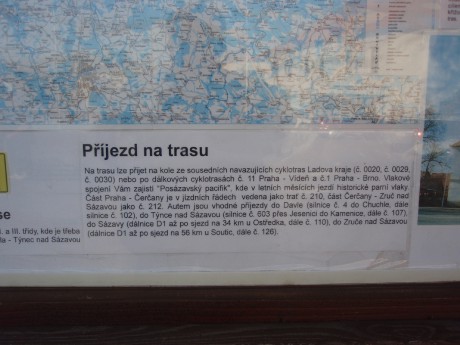 Příjezd na trasu
Na trasu lze přijet na kole ze sousedních navazujících cyklotras Ladova kraje (č. 0020, č. 0029,
č. 0030) nebo po dálkových cyklotrasách č. 11 Praha - Vídeň a č.1 Praha - Brno. Vlakové
spojení Vám zajistí "Posázavský pacifik", kde v letních měsících jezdí historické parní vlaky.
Část Praha - Čerčany je v jízdních řádech vedena jako trať č. 210, část Čerčany - Zruč nad
Sázavou jako č. 212. Autem jsou vhodné příjezdy do Davle (silnice č. 4 do Chuchle, dále
silnice č. 102), do Týnce nad Sázavou (silnice č. 603 přes Jesenici do Kamenice, dále č. 107),
do Sázavy (dálnice D1 až po sjezd na 34 km u Ostředka, dále č. 110), do Zruče nad Sázavou
(dálnice D1 až po sjezd na 56 km u Soutic, dále č. 126).
se
. a III. třídy, kde je třeba
- Týnec nad Sázavou